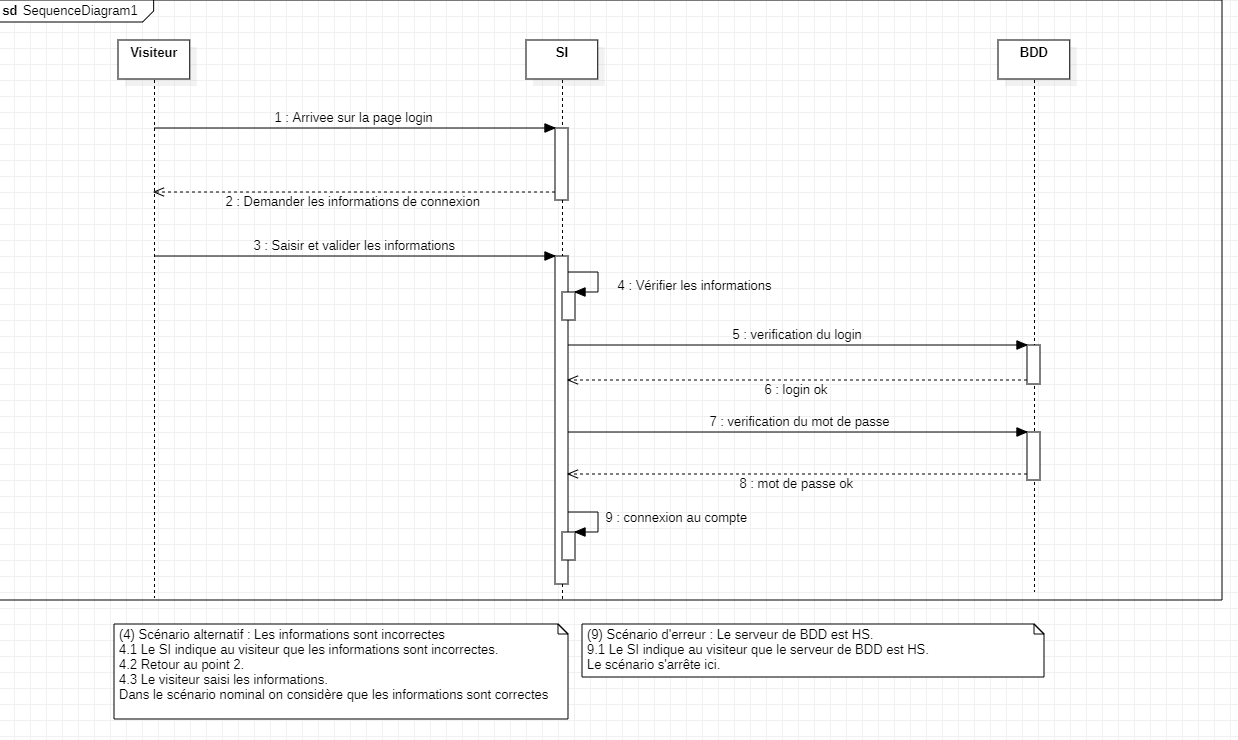 sd SequenceDiagram1
Visiteur
SI
BDD
1 : Arrivee sur la page login
2 : Demander les informations de connexion
3 : Saisir et valider les informations
4 : Vérifier les informations
5 : verification du login
6 : login ok
7 : verification du mot de passe
8 : mot de passe ok
9 : connexion au compte
(4) Scénario alternatif : Les informations sont incorrectes
4.1 Le SI indique au visiteur que les informations sont incorrectes.
4.2 Retour au point 2.
4.3 Le visiteur saisi les informations.
Dans le scénario nominal on considère que les informations sont correctes
(9) Scénario d'erreur : Le serveur de BDD est HS.
9.1 Le SI indique au visiteur que le serveur de BDD est HS.
Le scénario s'arrête ici.